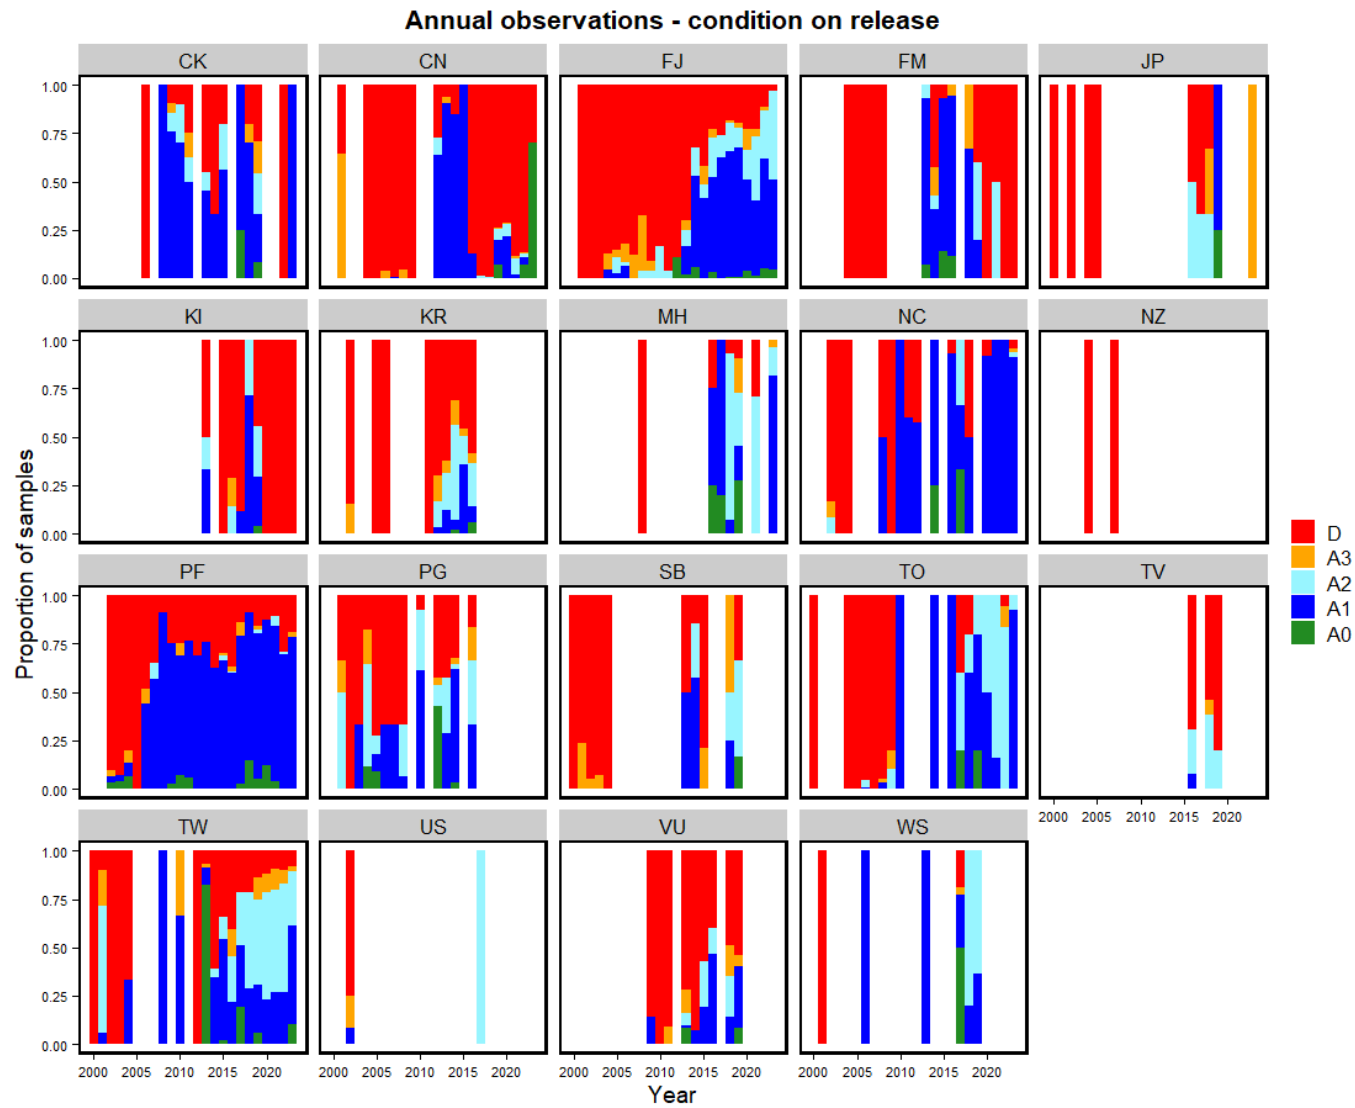 Annual observations - condition on release
CK CN FJ FM JP
1.00
0.75
0.50
0.25
0.00
KI KR MH NC NZ
1.00
0.75
0.50
0.25
0.00
PF PG SB TO TV
1.00
0.75
0.50
0.25
0.00
2000 2005 2010 2015 2020
TW US VU WS
1.00
0.75
0.50
0.25
0.00
2000 2005 2010 2015 2020 2000 2005 2010 2015 2020 2000 2005 2010 2015 2020 2000 2005 2010 2015 2020
Year
Proportion of samples
D
A3
A2
A1
A0